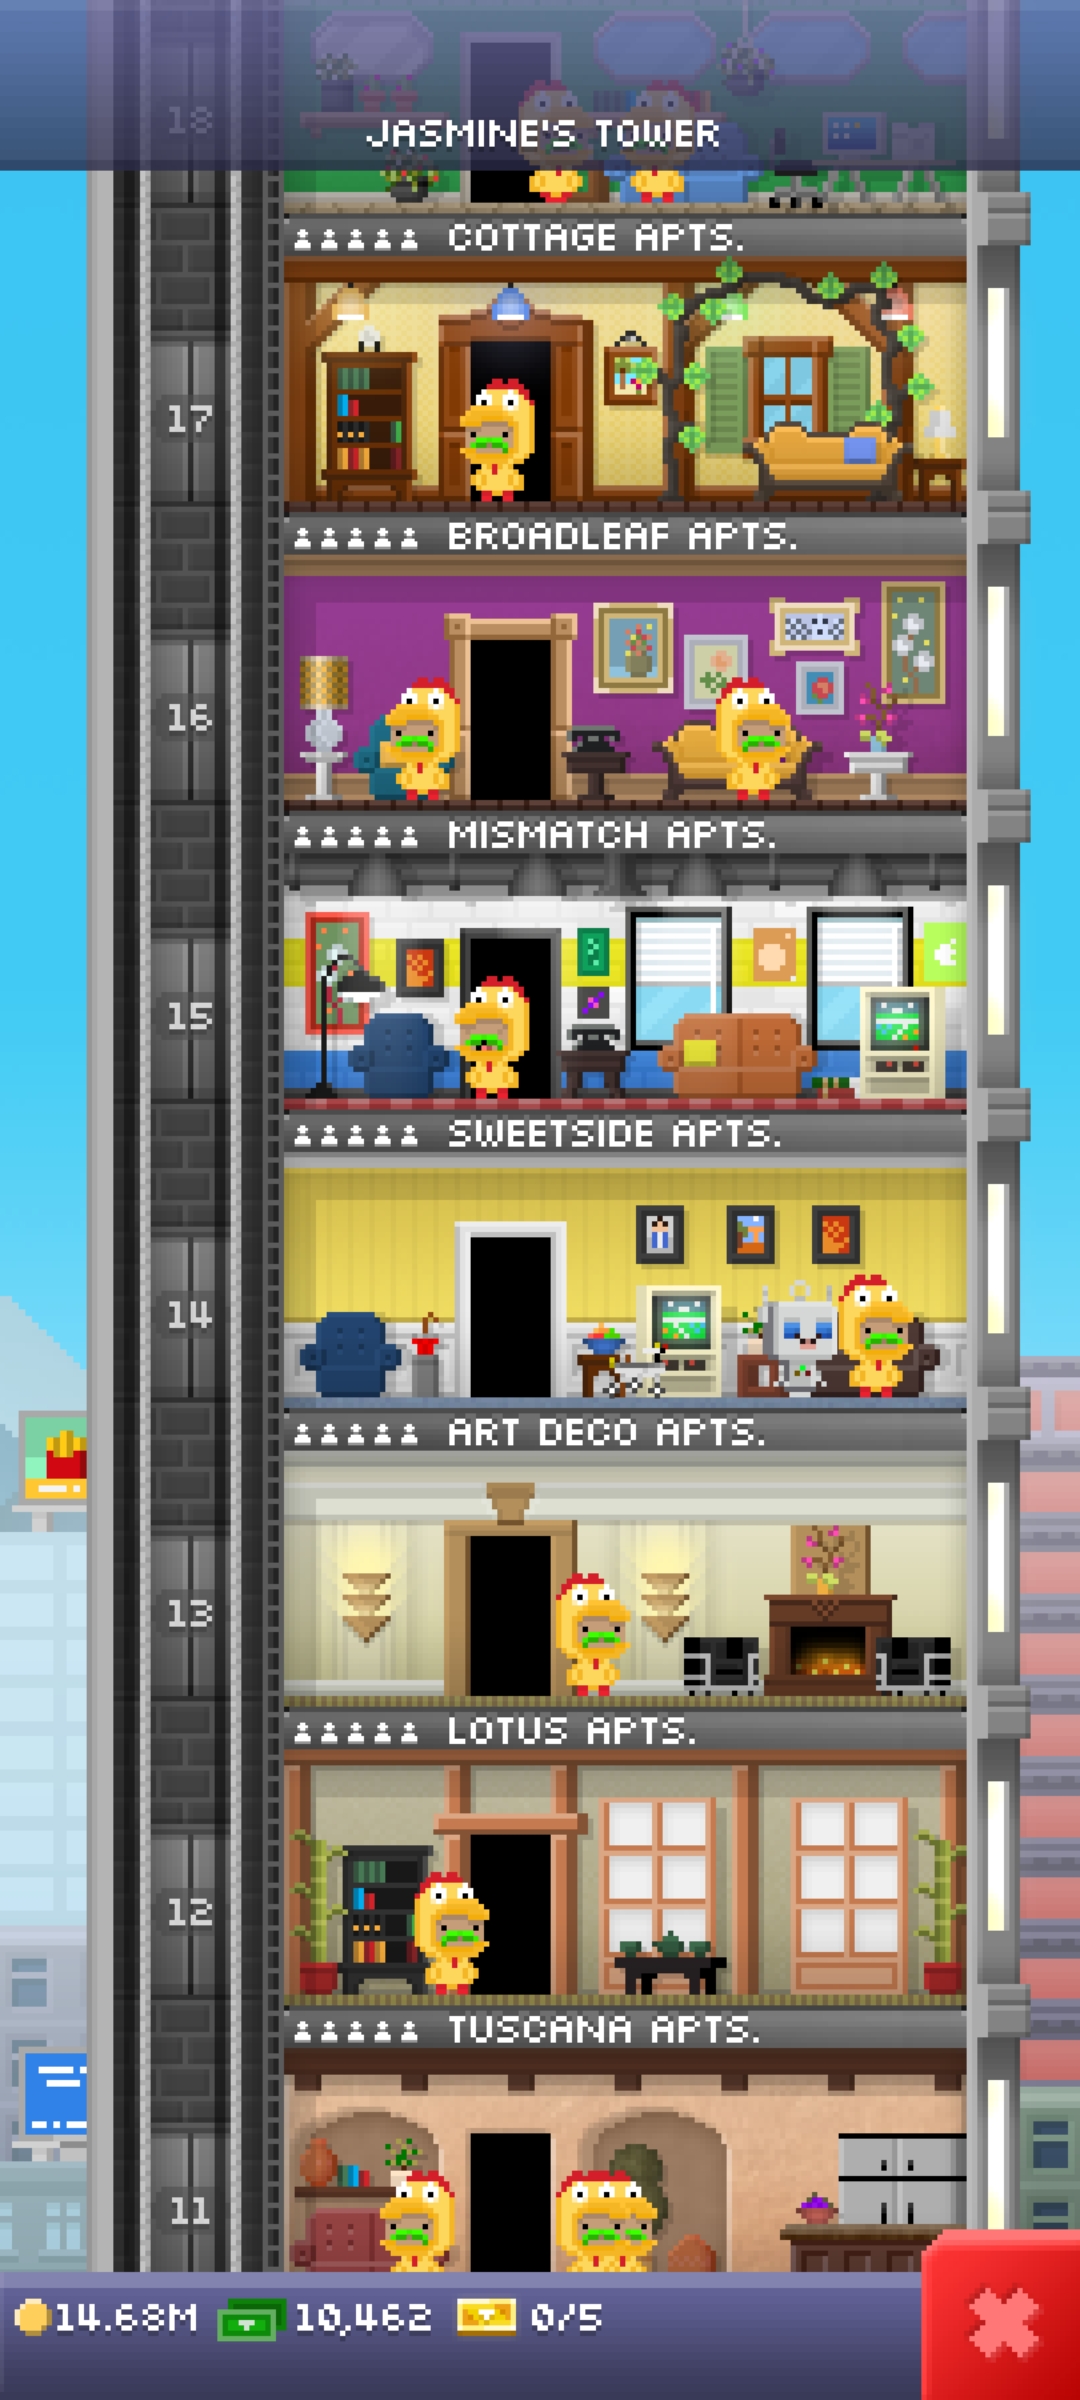 18
JASMINE'S TOWER
COTTAGE APTS.
17
BROADLEAF APTS.
16
MISMATCH APTS.
15
SWEETSIDE APTS.
14
ART DECO APTS.
13
LOTUS APTS.
12
TUSCANA APTS.
11
14.68M 10,462 0/5